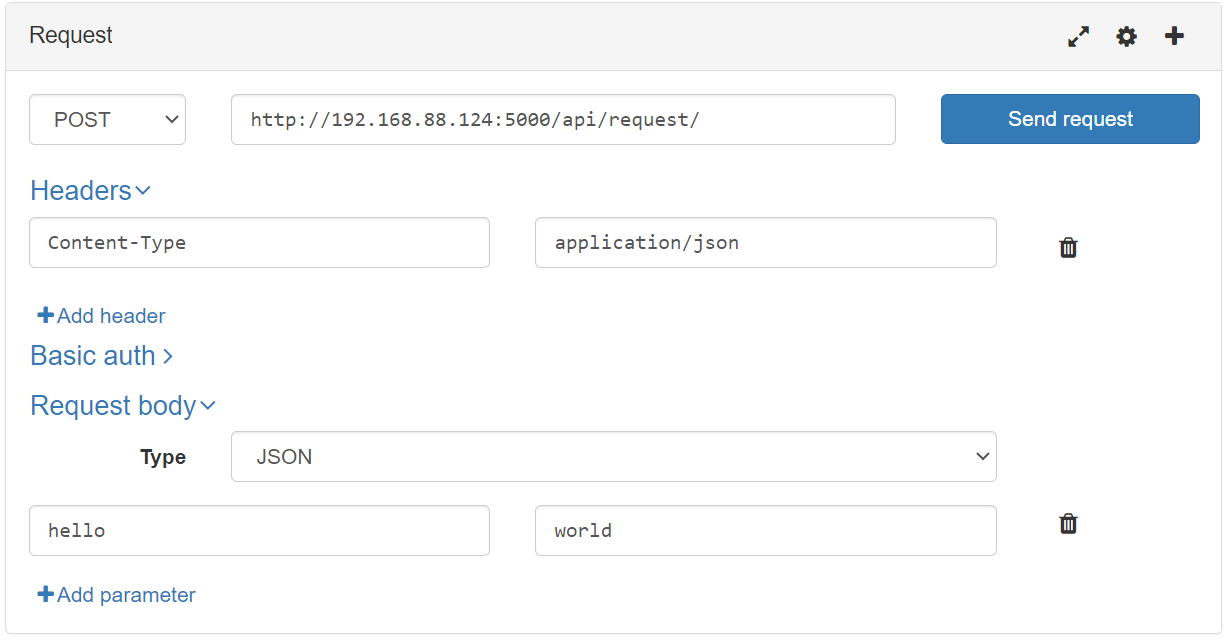 Request
POST http://192.168.88.124:5000/api/request/ Send request
Headers
Content-Type application/json
Add header
Basic auth
Request body
Type JSON
hello world
Add parameter